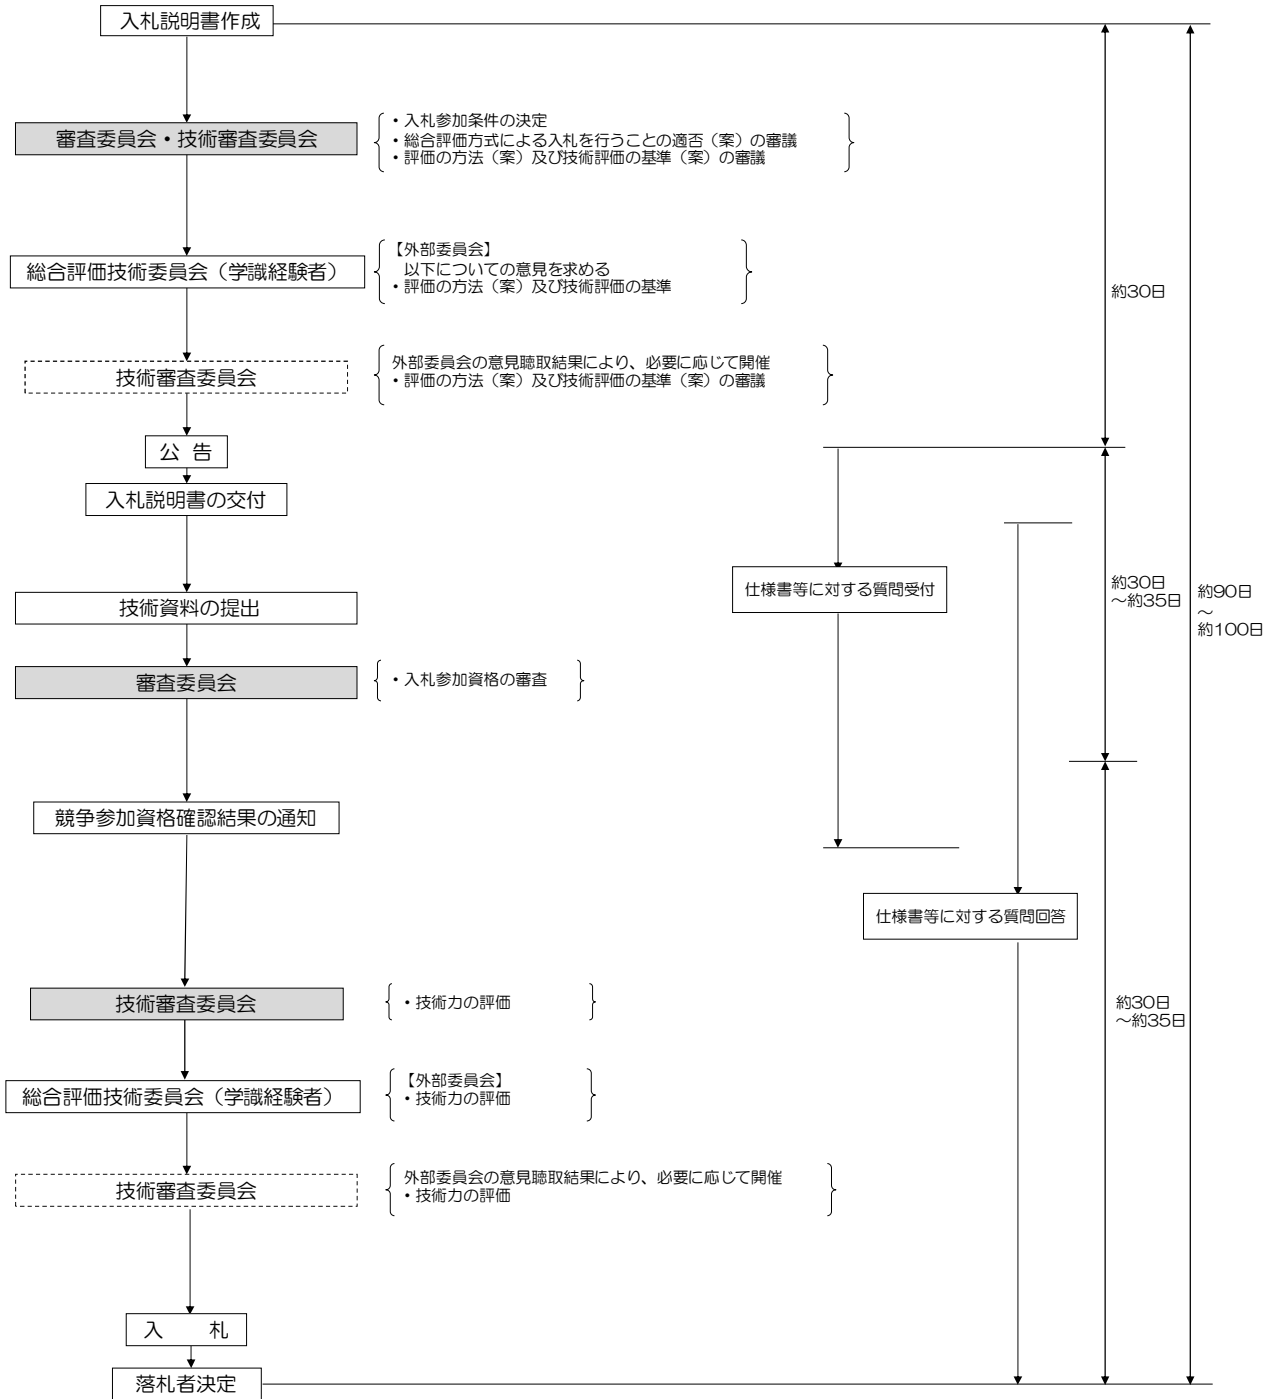 入札説明書作成
審査委員会・技術審査委員会
・入札参加条件の決定
・総合評価方式による入札を行うことの適否（案）の審議
・評価の方法（案）及び技術評価の基準（案）の審議
総合評価技術委員会（学識経験者）
【外部委員会】
以下についての意見を求める
・評価の方法（案）及び技術評価の基準
約30日
技術審査委員会
外部委員会の意見聴取結果により、必要に応じて開催
・評価の方法（案）及び技術評価の基準（案）の審議
公 告
入札説明書の交付
仕様書等に対する質問受付
約30日
～約35日
約90日
～
約100日
技術資料の提出
審査委員会
・入札参加資格の審査
競争参加資格確認結果の通知
仕様書等に対する質問回答
技術審査委員会
・技術力の評価
約30日
～約35日
総合評価技術委員会（学識経験者）
【外部委員会】
・技術力の評価
技術審査委員会
外部委員会の意見聴取結果により、必要に応じて開催
・技術力の評価
入 札
落札者決定